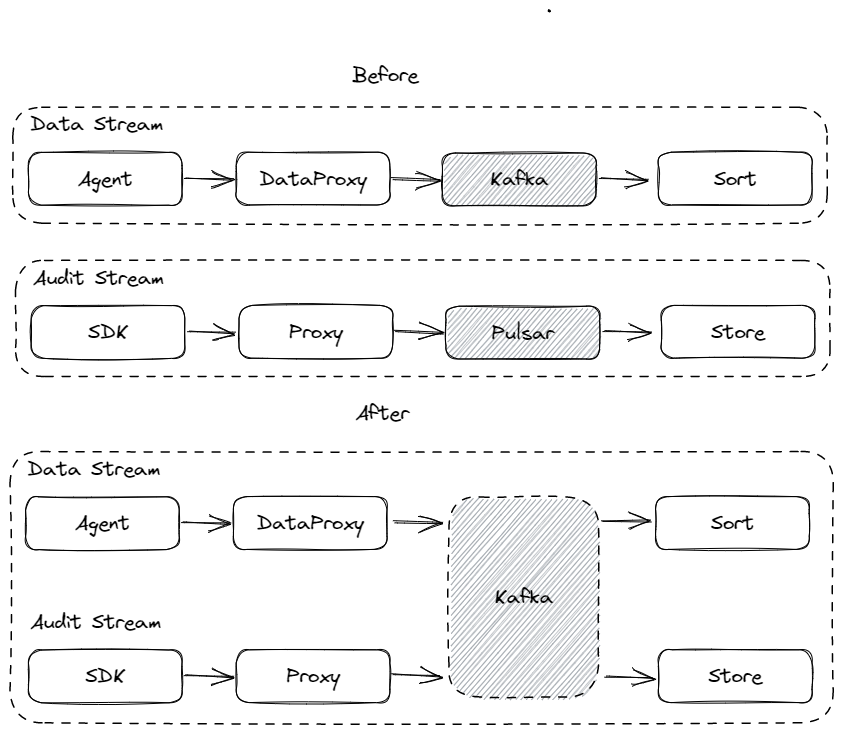 Before
Data Stream
Agent
DataProxy
Kafka
Sort
Audit Stream
SDK
Proxy
Pulsar
Store
After
Data Stream
Agent
DataProxy
Sort
Kafka
Audit Stream
SDK
Proxy
Store